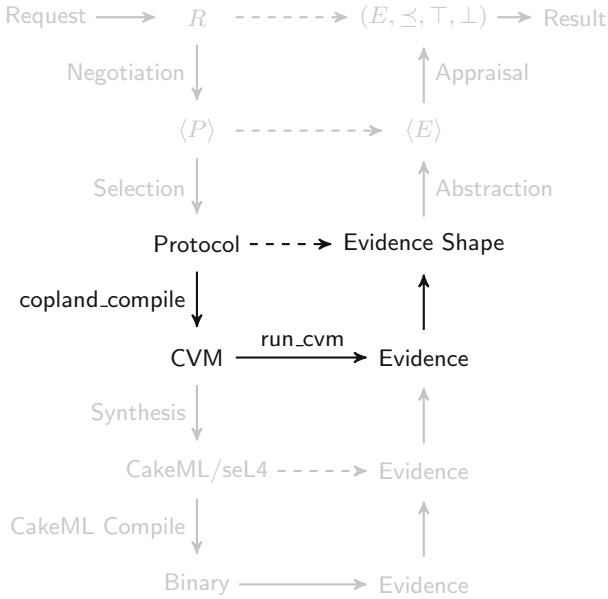 Request R (E, ⪯, ⊤, ⊥) Result
Negotiation Appraisal
⟨P⟩ ⟨E⟩
Selection Abstraction
Protocol Evidence Shape
copland_compile
run_cvm
CVM Evidence
Synthesis
CakeML/seL4 Evidence
CakeML Compile
Binary Evidence